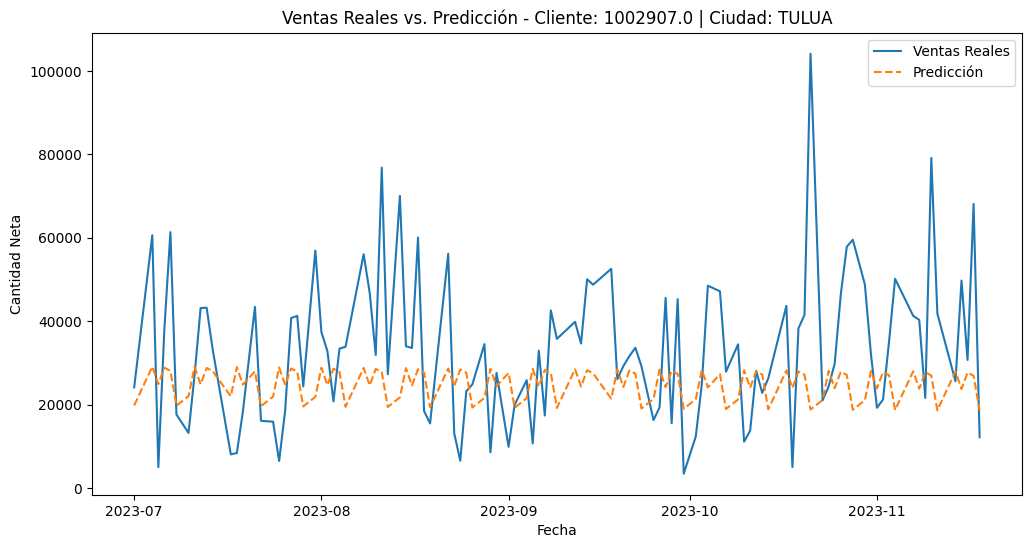 Ventas Reales vs. Predicción - Cliente: 1002907.0 | Ciudad: TULUA
Ventas Reales
Predicción
Cantidad Neta
100000
80000
60000
40000
20000
0
2023-07
2023-08
2023-09
2023-10
2023-11
Fecha